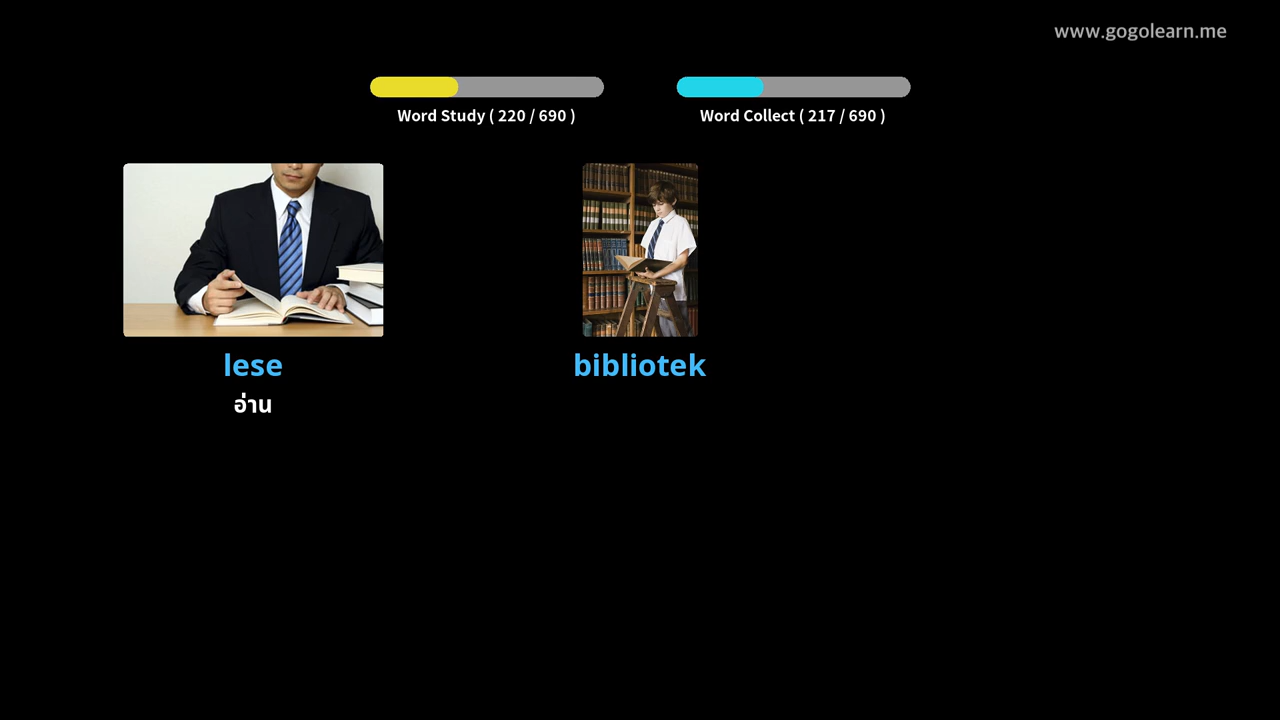 www.gogolearn.me
Word Study ( 220 / 690 )
Word Collect ( 217 / 690 )
lese
อ่าน
bibliotek